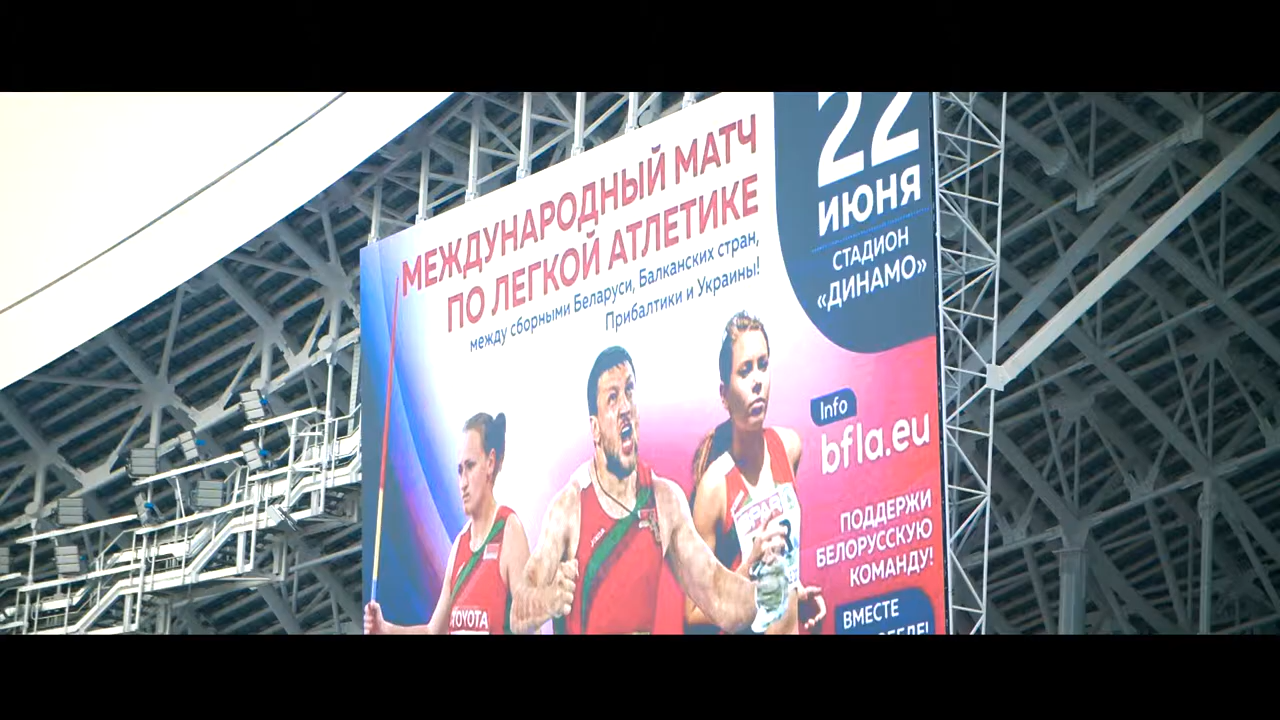 МЕЖДУНАРОДНЫЙ МАТЧ
ПО ЛЕГКОЙ АТЛЕТИКЕ
между сборными Беларуси, Балканских стран,
Прибалтики и Украины!
22
ИЮНЯ
СТАДИОН
«ДИНАМО»
Info
bfla.eu
ПОДДЕРЖИ
БЕЛОРУССКУЮ
КОМАНДУ!
ВМЕСТЕ
TOYOTA